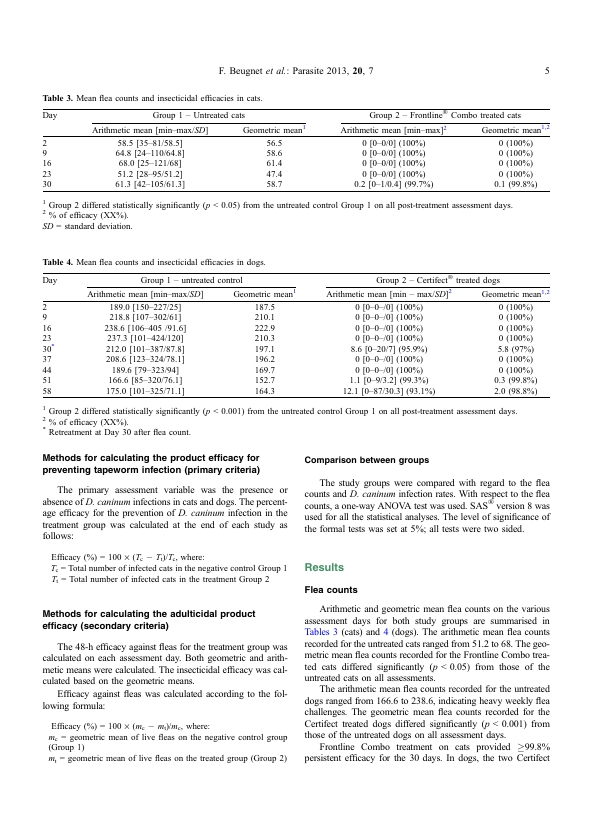 F. Beugnet et al.: Parasite 2013, 20, 7
5
Table 3. Mean flea counts and insecticidal efficacies in cats.
Day Group 1 – Untreated cats Group 2 – Frontline® Combo treated cats
Arithmetic mean [min–max/SD] Geometric mean1 Arithmetic mean [min–max]2 Geometric mean1,2
2 58.5 [35–81/58.5] 56.5 0 [0–0/0] (100%) 0 (100%)
9 64.8 [24–110/64.8] 58.6 0 [0–0/0] (100%) 0 (100%)
16 68.0 [25–121/68] 61.4 0 [0–0/0] (100%) 0 (100%)
23 51.2 [28–95/51.2] 47.4 0 [0–0/0] (100%) 0 (100%)
30 61.3 [42–105/61.3] 58.7 0.2 [0–1/0.4] (99.7%) 0.1 (99.8%)
1 Group 2 differed statistically significantly (p < 0.05) from the untreated control Group 1 on all post-treatment assessment days.
2 % of efficacy (XX%).
SD = standard deviation.
Table 4. Mean flea counts and insecticidal efficacies in dogs.
Day Group 1 – untreated control Group 2 – Certifect® treated dogs
Arithmetic mean [min–max/SD] Geometric mean1 Arithmetic mean [min – max/SD]2 Geometric mean1,2
2 189.0 [150–227/25] 187.5 0 [0–0–/0] (100%) 0 (100%)
9 218.8 [107–302/61] 210.1 0 [0–0–/0] (100%) 0 (100%)
16 238.6 [106–405 /91.6] 222.9 0 [0–0–/0] (100%) 0 (100%)
23 237.3 [101–424/120] 210.3 0 [0–0–/0] (100%) 0 (100%)
30* 212.0 [101–387/87.8] 197.1 8.6 [0–20/7] (95.9%) 5.8 (97%)
37 208.6 [123–324/78.1] 196.2 0 [0–0–/0] (100%) 0 (100%)
44 189.6 [79–323/94] 169.7 0 [0–0–/0] (100%) 0 (100%)
51 166.6 [85–320/76.1] 152.7 1.1 [0–9/3.2] (99.3%) 0.3 (99.8%)
58 175.0 [101–325/71.1] 164.3 12.1 [0–87/30.3] (93.1%) 2.0 (98.8%)
1 Group 2 differed statistically significantly (p < 0.001) from the untreated control Group 1 on all post-treatment assessment days.
2 % of efficacy (XX%).
* Retreatment at Day 30 after flea count.
Methods for calculating the product efficacy for
preventing tapeworm infection (primary criteria)
The primary assessment variable was the presence or
absence of D. caninum infections in cats and dogs. The percent-
age efficacy for the prevention of D. caninum infection in the
treatment group was calculated at the end of each study as
follows:
Efficacy (%) = 100 × (Tc − Tt)/Tc, where:
Tc = Total number of infected cats in the negative control Group 1
Tt = Total number of infected cats in the treatment Group 2
Methods for calculating the adulticidal product
efficacy (secondary criteria)
The 48-h efficacy against fleas for the treatment group was
calculated on each assessment day. Both geometric and arith-
metic means were calculated. The insecticidal efficacy was cal-
culated based on the geometric means.
Efficacy against fleas was calculated according to the fol-
lowing formula:
Efficacy (%) = 100 × (mc − mt)/mc, where:
mc = geometric mean of live fleas on the negative control group
(Group 1)
mt = geometric mean of live fleas on the treated group (Group 2)
Comparison between groups
The study groups were compared with regard to the flea
counts and D. caninum infection rates. With respect to the flea
counts, a one-way ANOVA test was used. SAS® version 8 was
used for all the statistical analyses. The level of significance of
the formal tests was set at 5%; all tests were two sided.
Results
Flea counts
Arithmetic and geometric mean flea counts on the various
assessment days for both study groups are summarised in
Tables 3 (cats) and 4 (dogs). The arithmetic mean flea counts
recorded for the untreated cats ranged from 51.2 to 68. The geo-
metric mean flea counts recorded for the Frontline Combo trea-
ted cats differed significantly (p < 0.05) from those of the
untreated cats on all assessments.
The arithmetic mean flea counts recorded for the untreated
dogs ranged from 166.6 to 238.6, indicating heavy weekly flea
challenges. The geometric mean flea counts recorded for the
Certifect treated dogs differed significantly (p < 0.001) from
those of the untreated dogs on all assessment days.
Frontline Combo treatment on cats provided ≥99.8%
persistent efficacy for the 30 days. In dogs, the two Certifect